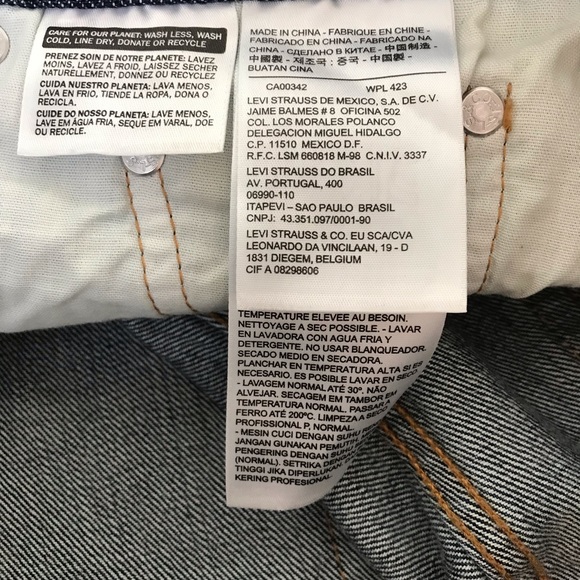 CARE FOR OUR PLANET: WASH LESS, WASH
COLD, LINE DRY, DONATE OR RECYCLE
PRENEZ SOIN DE NOTRE PLANETE: LAVEZ
MOINS, LAVEZ A FROID, LAISSEZ SECHER
NATURELLEMENT, DONNEZ OU RECYCLEZ
CUIDA NUESTRO PLANETA: LAVA MENOS,
LAVA EN FRIO, TIENDE LA ROPA, DONA O
RECICLA.
CUIDE DO NOSSO PLANETA: LAVE MENOS,
LAVE EM ÁGUA FRIA, SEQUE EM VARAL, DOE
OU RECICLE.
MADE IN CHINA - FABRIQUE EN CHINE -
FABRICADO EN CHINA - FABRICADO NA
CHINA - СДЕЛАНО В КИТАЕ - 中国制造 -
中國製 - 제조국: 중국 - 中国製
BUATAN CINA
CA00342 WPL 423
LEVI STRAUSS DE MEXICO, S.A. DE C.V.
JAIME BALMES # 8 OFICINA 502
COL. LOS MORALES POLANCO
DELEGACION MIGUEL HIDALGO
C.P. 11510 MEXICO D.F.
R.F.C. LSM 660818 M-98 C.N.I.V. 3337
LEVI STRAUSS DO BRASIL
AV. PORTUGAL, 400
06990-110
ITAPEVI – SAO PAULO BRASIL
CNPJ: 43.351.097/0001-90
LEVI STRAUSS & CO. EU SCA/CVA
LEONARDO DA VINCILAAN, 19 - D
1831 DIEGEM, BELGIUM
CIF A 08298606
TEMPERATURE ELEVEE AU BESOIN.
NETTOYAGE A SEC POSSIBLE. - LAVAR
EN LAVADORA CON AGUA FRIA Y
DETERGENTE. NO USAR BLANQUEADOR.
SECADO MEDIO EN SECADORA.
PLANCHAR EN TEMPERATURA ALTA SI ES
NECESARIO. ES POSIBLE LAVAR EN SECO.
- LAVAGEM NORMAL ATÉ 30º. NÃO
ALVEJAR. SECAGEM EM TAMBOR EM
TEMPERATURA NORMAL. PASSAR A
FERRO ATÉ 200ºC. LIMPEZA A SECO
PROFISSIONAL P, NORMAL.
- MESIN CUCI DENGAN SUHU
JANGAN GUNAKAN PEMUTIH
PENGERING DENGAN SUHU
(NORMAL). SETRIKA DENGAN
TINGGI JIKA DIPERLUKAN.
KERING PROFESIONAL